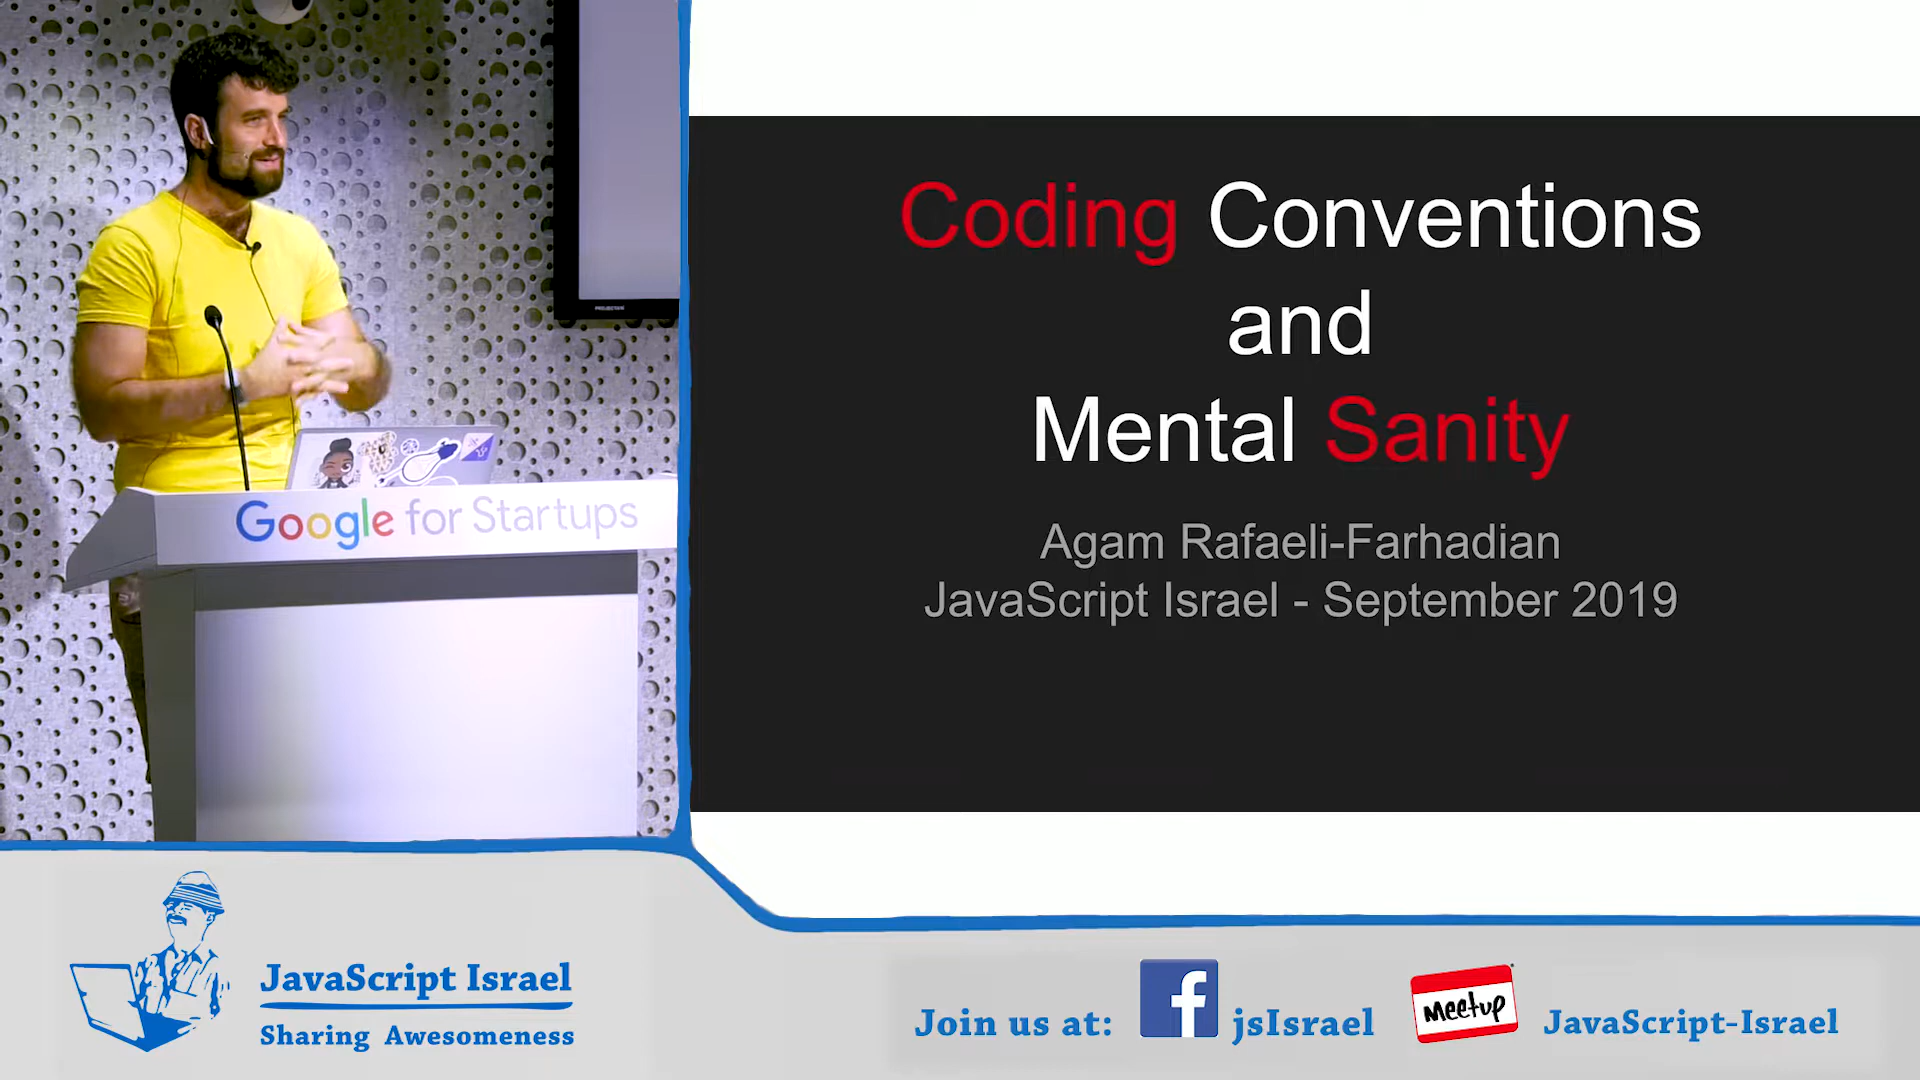 Coding Conventions
and
Mental Sanity
Agam Rafaeli-Farhadian
JavaScript Israel - September 2019
Google for Startups
JavaScript Israel
Sharing Awesomeness
Join us at:
f
jsIsrael
Meetup
JavaScript-Israel